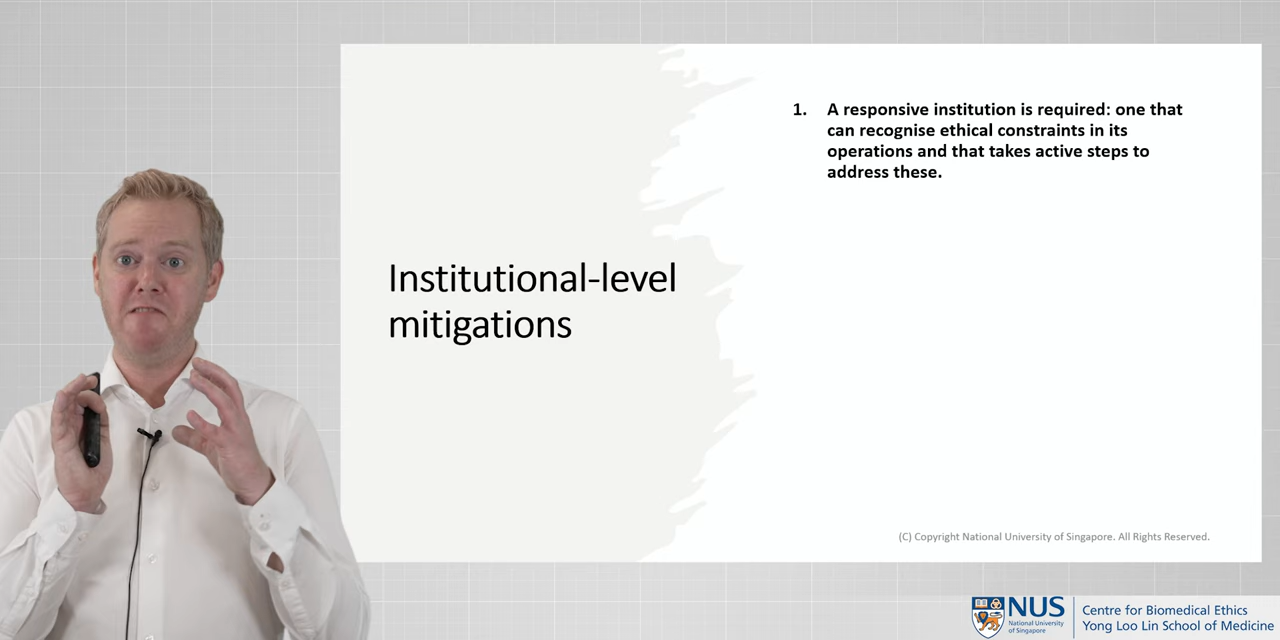 Institutional-level
mitigations
1. A responsive institution is required: one that
can recognise ethical constraints in its
operations and that takes active steps to
address these.
(C) Copyright National University of Singapore. All Rights Reserved.
NUS
National University
of Singapore
Centre for Biomedical Ethics
Yong Loo Lin School of Medicine